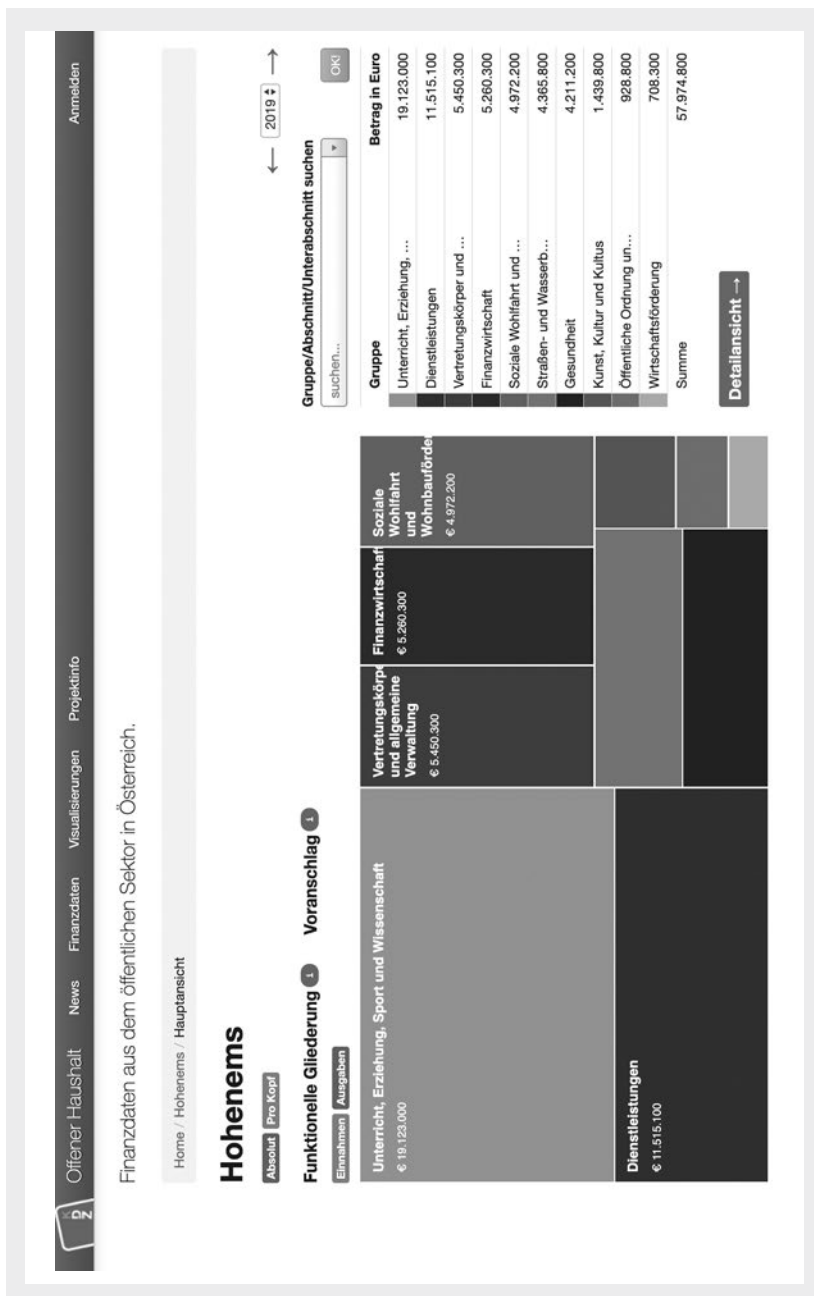 KDZ
Offener Haushalt News Finanzdaten Visualisierungen Projektinfo Anmelden
Finanzdaten aus dem öffentlichen Sektor in Österreich.
Home / Hohenems / Hauptansicht
Hohenems
Absolut Pro Kopf
← 2019 →
Funktionelle Gliederung i Voranschlag i
Einnahmen Ausgaben
Gruppe/Abschnitt/Unterabschnitt suchen
suchen... OK!
Unterricht, Erziehung, Sport und Wissenschaft
€ 19.123.000
Dienstleistungen
€ 11.515.100
Vertretungskörpe
und allgemeine
Verwaltung
€ 5.450.300
Finanzwirtschaf
€ 5.260.300
Soziale
Wohlfahrt
und
Wohnbauförde
€ 4.972.200
Gruppe Betrag in Euro
Unterricht, Erziehung, ... 19.123.000
Dienstleistungen 11.515.100
Vertretungskörper und ... 5.450.300
Finanzwirtschaft 5.260.300
Soziale Wohlfahrt und ... 4.972.200
Straßen- und Wasserb... 4.365.800
Gesundheit 4.211.200
Kunst, Kultur und Kultus 1.439.800
Öffentliche Ordnung un... 928.800
Wirtschaftsförderung 708.300
Summe 57.974.800
Detailansicht →